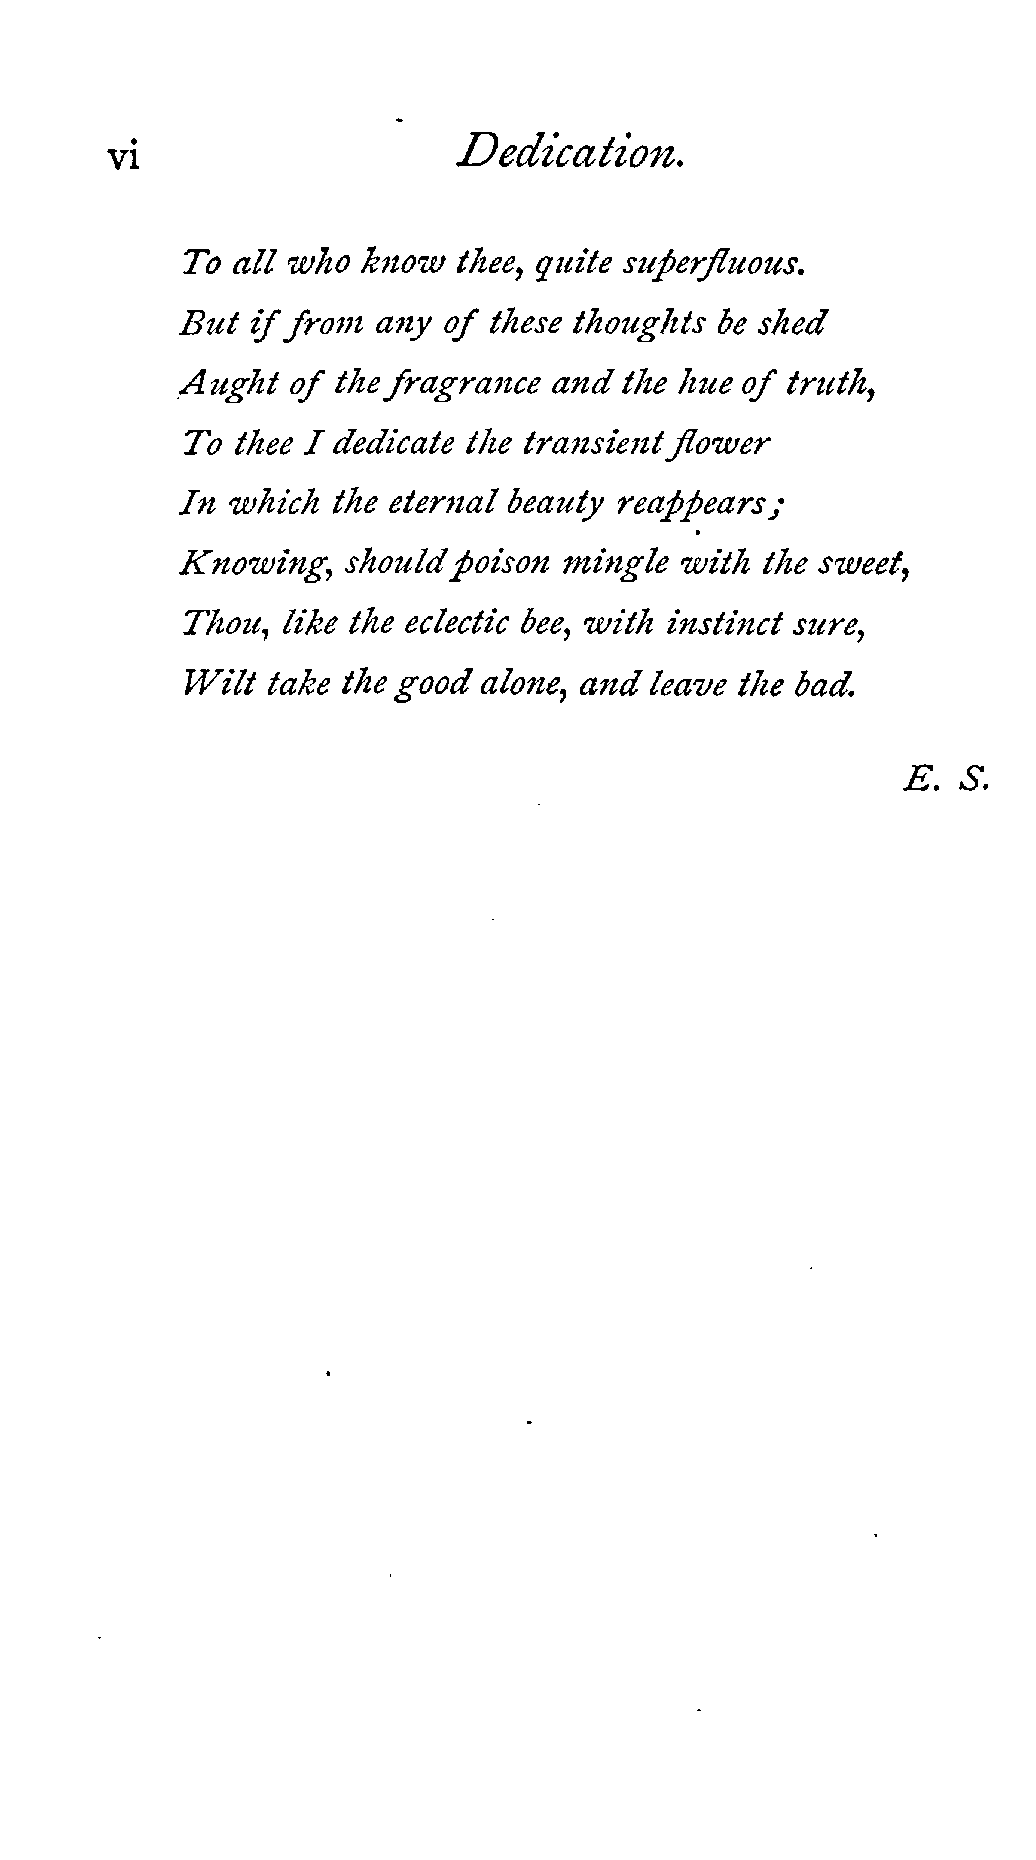 vi Dedication.
To all who know thee, quite superfluous.
But if from any of these thoughts be shed
Aught of the fragrance and the hue of truth,
To thee I dedicate the transient flower
In which the eternal beauty reappears;
Knowing, should poison mingle with the sweet,
Thou, like the eclectic bee, with instinct sure,
Wilt take the good alone, and leave the bad.
E. S.